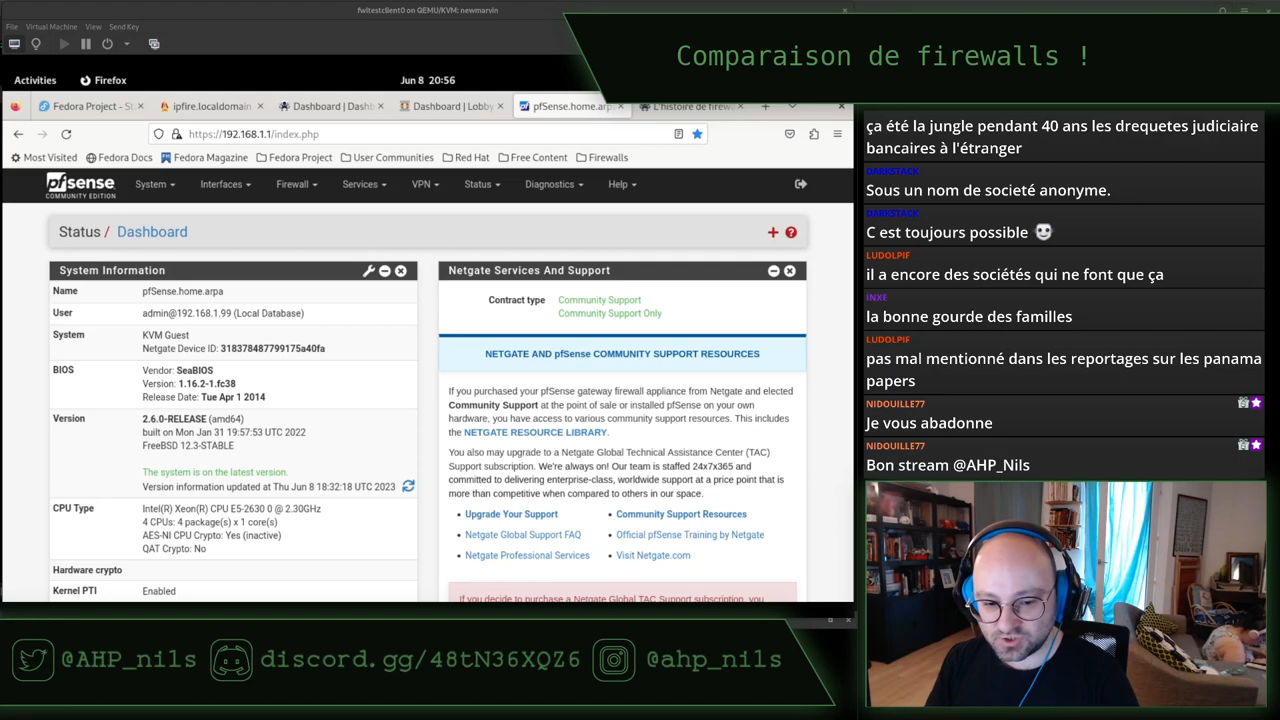 fwltestclient0 on QEMU/KVM: newmarvin
File Virtual Machine View Send Key
Comparaison de firewalls !
Activities Firefox Jun 8 20:56
Fedora Project - St
ipfire.localdomain
Dashboard | Dashb
Dashboard | Lobby
pfSense.home.arp
L'histoire de firew
https://192.168.1.1/index.php
Most Visited Fedora Docs Fedora Magazine Fedora Project User Communities Red Hat Free Content Firewalls
pfsense
COMMUNITY EDITION
System Interfaces Firewall Services VPN Status Diagnostics Help
Status / Dashboard
System Information
Name pfSense.home.arpa
User admin@192.168.1.99 (Local Database)
System KVM Guest
Netgate Device ID: 318378487799175a40fa
BIOS Vendor: SeaBIOS
Version: 1.16.2-1.fc38
Release Date: Tue Apr 1 2014
Version 2.6.0-RELEASE (amd64)
built on Mon Jan 31 19:57:53 UTC 2022
FreeBSD 12.3-STABLE
The system is on the latest version.
Version information updated at Thu Jun 8 18:32:18 UTC 2023
CPU Type Intel(R) Xeon(R) CPU E5-2630 0 @ 2.30GHz
4 CPUs: 4 package(s) x 1 core(s)
AES-NI CPU Crypto: Yes (inactive)
QAT Crypto: No
Hardware crypto
Kernel PTI Enabled
Netgate Services And Support
Contract type Community Support
Community Support Only
NETGATE AND pfSense COMMUNITY SUPPORT RESOURCES
If you purchased your pfSense gateway firewall appliance from Netgate and elected
Community Support at the point of sale or installed pfSense on your own
hardware, you have access to various community support resources. This includes
the NETGATE RESOURCE LIBRARY.
You also may upgrade to a Netgate Global Technical Assistance Center (TAC)
Support subscription. We're always on! Our team is staffed 24x7x365 and
committed to delivering enterprise-class, worldwide support at a price point that is
more than competitive when compared to others in our space.
Upgrade Your Support Community Support Resources
Netgate Global Support FAQ Official pfSense Training by Netgate
Netgate Professional Services Visit Netgate.com
If you decide to purchase a Netgate Global TAC Support subscription, you
ça été la jungle pendant 40 ans les drequetes judiciaire
bancaires à l'étranger
DARKSTACK
Sous un nom de societé anonyme.
DARKSTACK
C est toujours possible
LUDOLPIF
il a encore des sociétés qui ne font que ça
INXE
la bonne gourde des familles
LUDOLPIF
pas mal mentionné dans les reportages sur les panama
papers
NIDOUILLE77
Je vous abadonne
NIDOUILLE77
Bon stream @AHP_Nils
@AHP_nils discord.gg/48tN36XQZ6 @ahp_nils